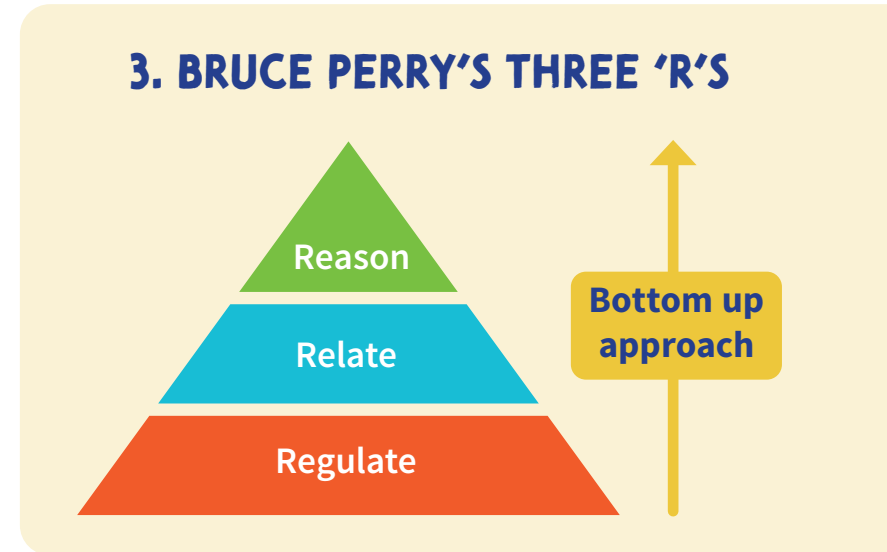 3. BRUCE PERRY’S THREE ‘R’S
Reason
Relate
Regulate
Bottom up
approach